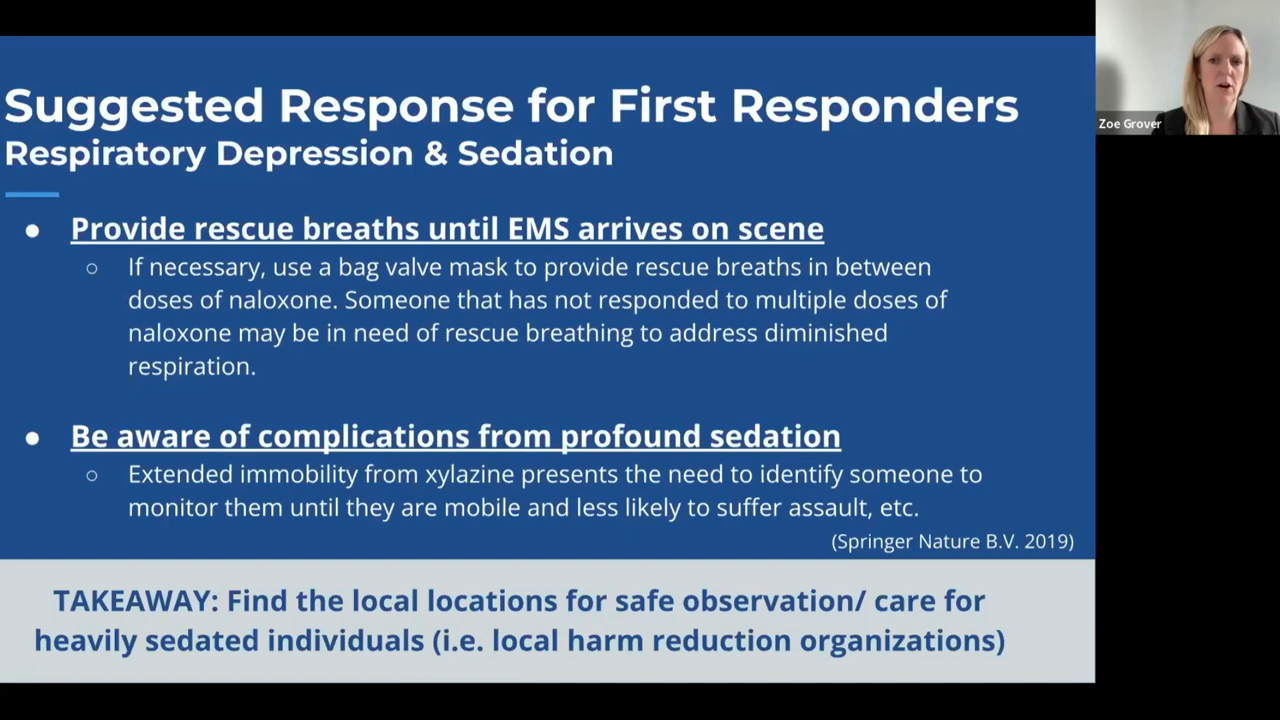 Suggested Response for First Responders
Respiratory Depression & Sedation
● Provide rescue breaths until EMS arrives on scene
○ If necessary, use a bag valve mask to provide rescue breaths in between
doses of naloxone. Someone that has not responded to multiple doses of
naloxone may be in need of rescue breathing to address diminished
respiration.
● Be aware of complications from profound sedation
○ Extended immobility from xylazine presents the need to identify someone to
monitor them until they are mobile and less likely to suffer assault, etc.
(Springer Nature B.V. 2019)
TAKEAWAY: Find the local locations for safe observation/ care for
heavily sedated individuals (i.e. local harm reduction organizations)
Zoe Grover